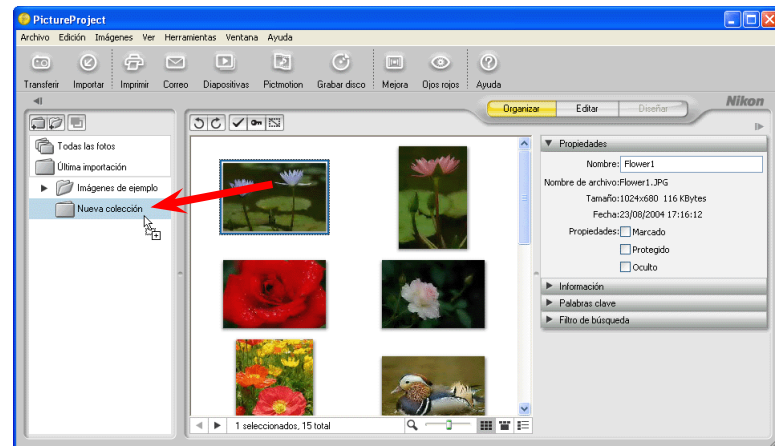 PictureProject
Archivo Edición Imágenes Ver Herramientas Ventana Ayuda
Transferir Importar Imprimir Correo Diapositivas Pictmotion Grabar disco Mejora Ojos rojos Ayuda
Organizar Editar Diseñar Nikon
Todas las fotos
Última importación
Imágenes de ejemplo
Nueva colección
Propiedades
Nombre: Flower1
Nombre de archivo:Flower1.JPG
Tamaño:1024x680 116 KBytes
Fecha:23/08/2004 17:16:12
Propiedades: Marcado
Protegido
Oculto
Información
Palabras clave
Filtro de búsqueda
1 seleccionados, 15 total